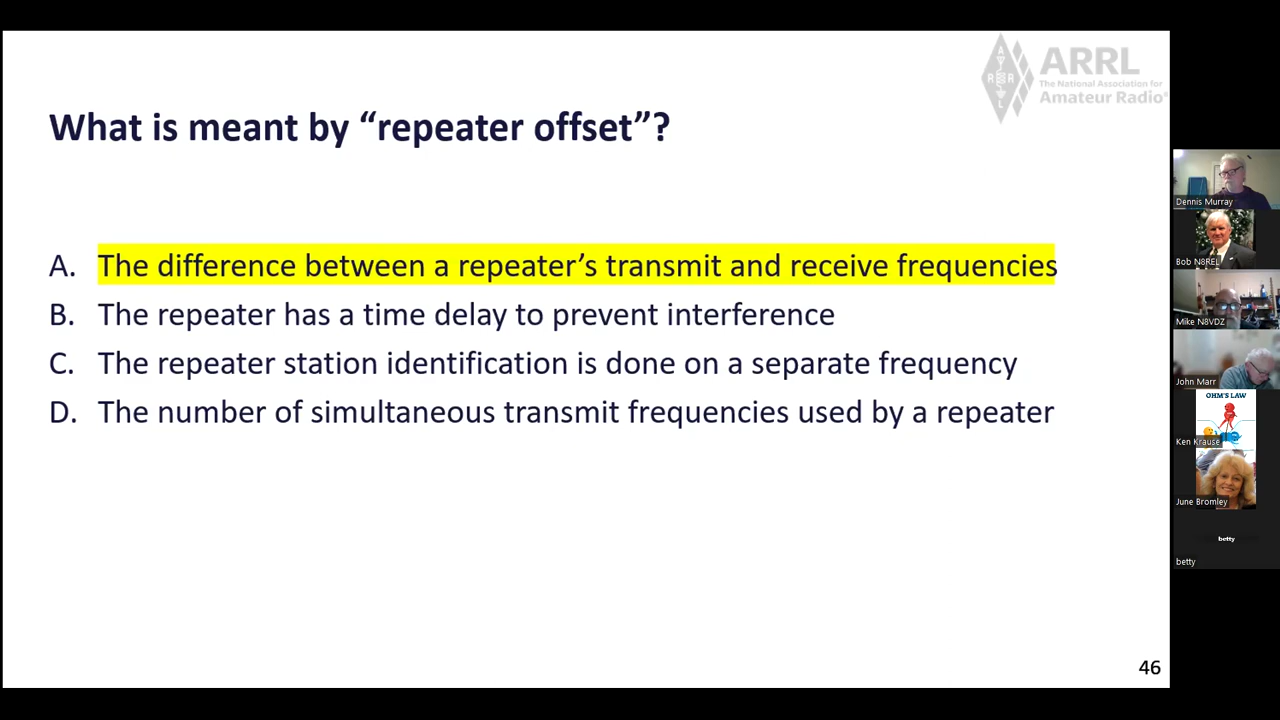 ARRL
The National Association for
Amateur Radio®
What is meant by “repeater offset”?
A. The difference between a repeater’s transmit and receive frequencies
B. The repeater has a time delay to prevent interference
C. The repeater station identification is done on a separate frequency
D. The number of simultaneous transmit frequencies used by a repeater
46
Dennis Murray
Bob N8REL
Mike N8VDZ
John Marr
OHM'S LAW
Ken Krause
June Bromley
betty
betty